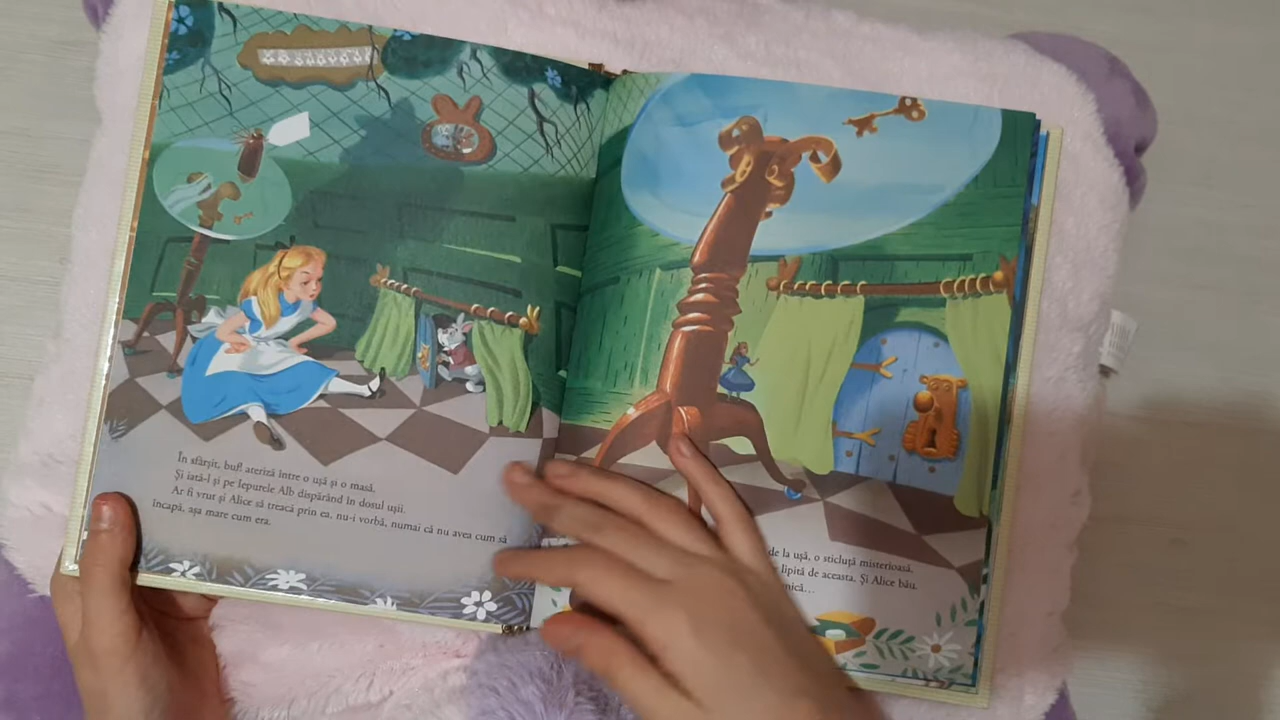 În sfârșit, buf! ateriză între o ușă și o masă.
Și iată-l și pe Iepurele Alb dispărând în dosul ușii.
Ar fi vrut și Alice să treacă prin ea, nu-i vorbă, numai că nu avea cum să
încapă, așa mare cum era.
de la ușă, o sticluță misterioasă.
lipită de aceasta. Și Alice bău.
mică...